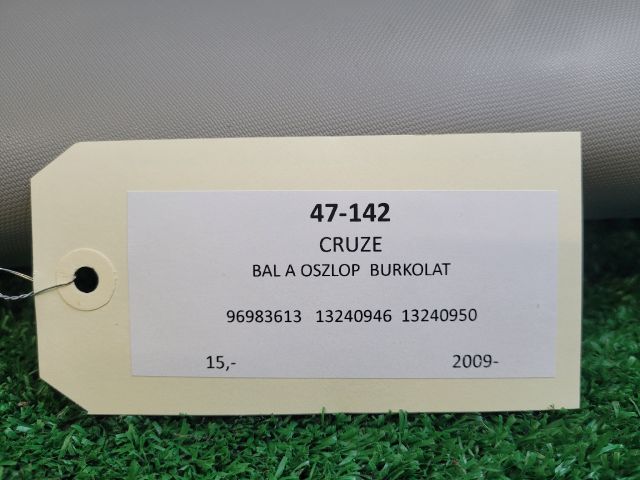 47-142
CRUZE
BAL A OSZLOP BURKOLAT
96983613 13240946 13240950
15,- 2009-